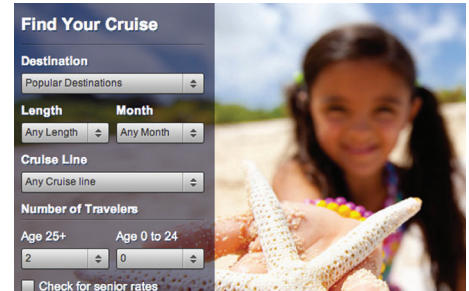 Find Your Cruise
Destination
Popular Destinations
Length Month
Any Length Any Month
Cruise Line
Any Cruise line
Number of Travelers
Age 25+ Age 0 to 24
2 0
Check for senior rates